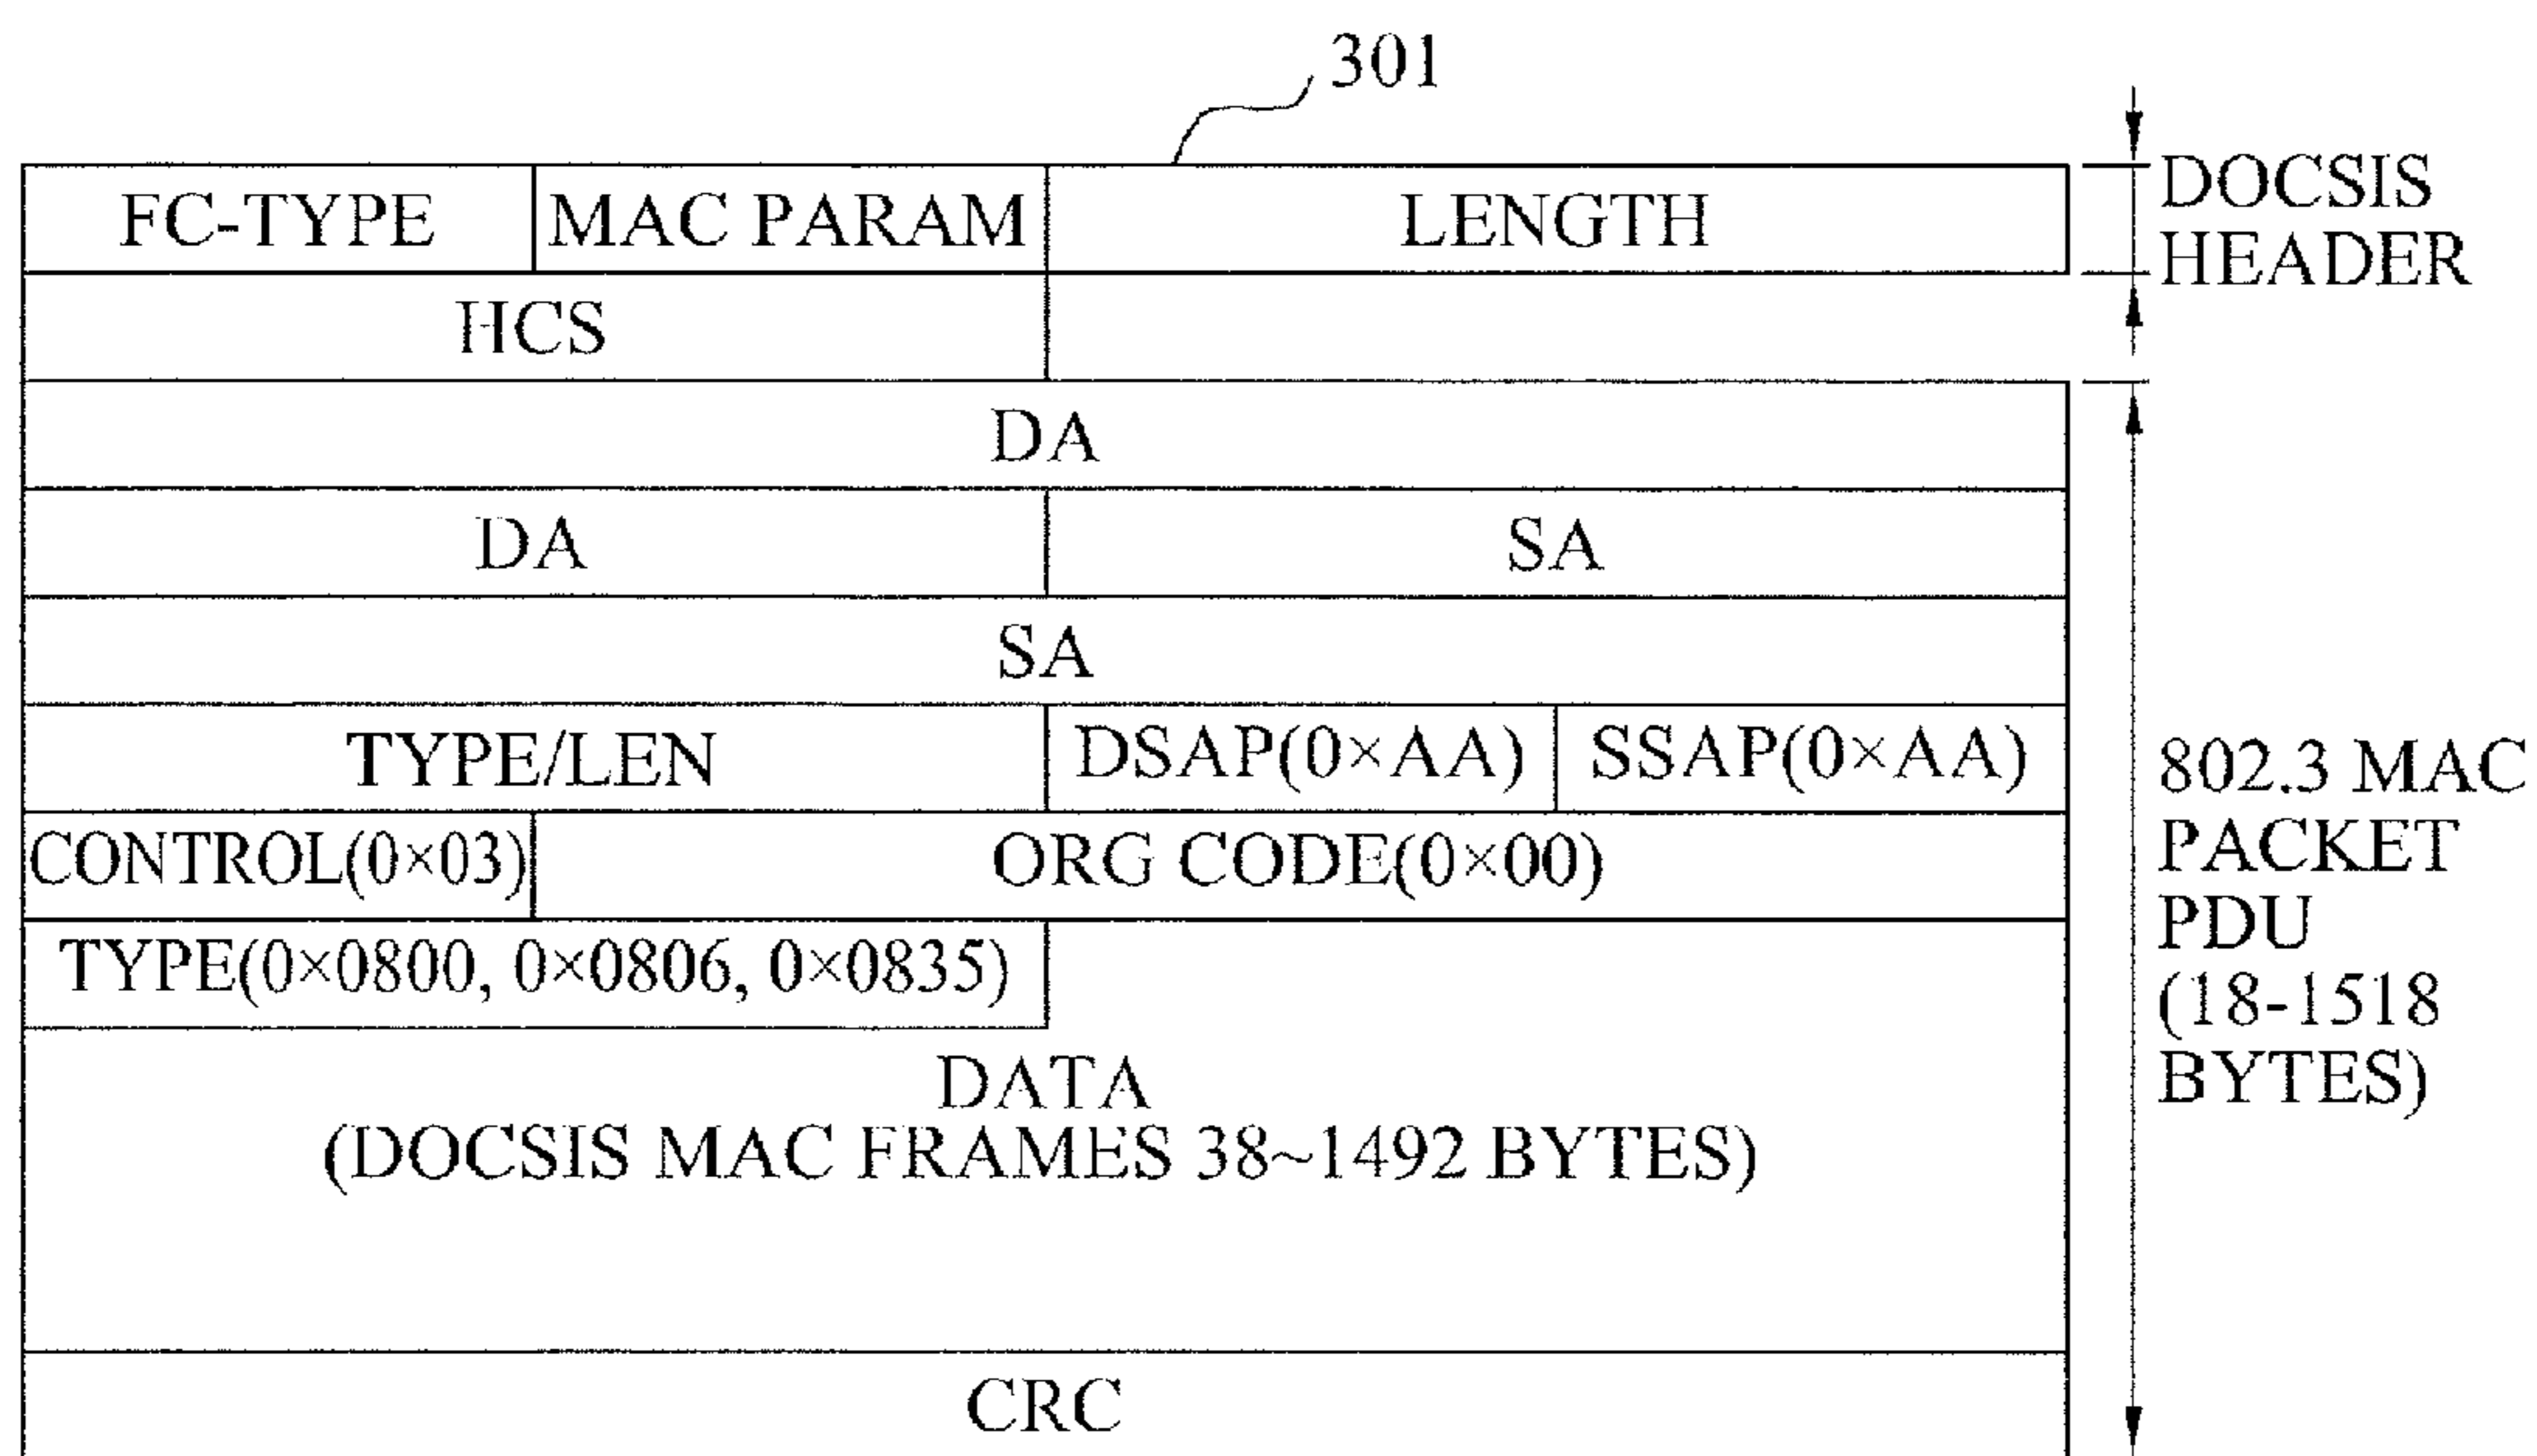 301
FC-TYPE
MAC PARAM
LENGTH
DOCSIS
HEADER
HCS
DA
DA
SA
SA
TYPE/LEN
DSAP(0×AA)
SSAP(0×AA)
CONTROL(0×03)
ORG CODE(0×00)
TYPE(0×0800, 0×0806, 0×0835)
DATA
(DOCSIS MAC FRAMES 38~1492 BYTES)
CRC
802.3 MAC
PACKET
PDU
(18-1518
BYTES)